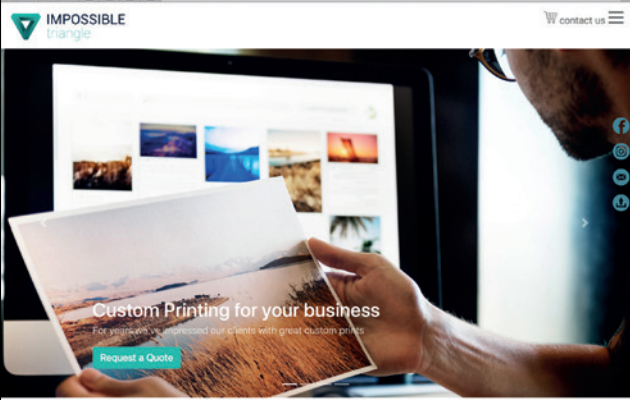 IMPOSSIBLE
triangle
contact us
Custom Printing for your business
For years we've impressed our clients with great custom prints
Request a Quote